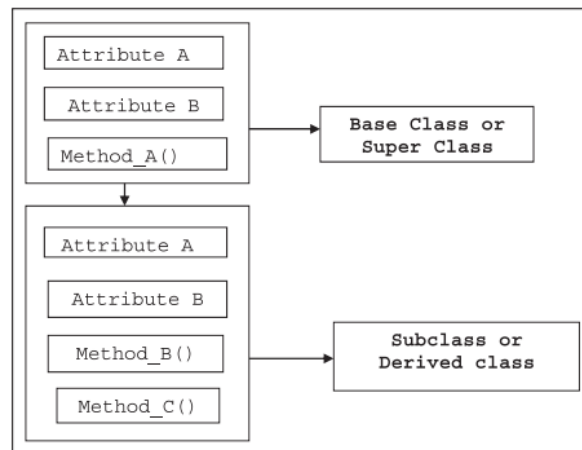 Attribute A
Attribute B
Method_A()
Base Class or
Super Class
Attribute A
Attribute B
Method_B()
Method_C()
Subclass or
Derived class